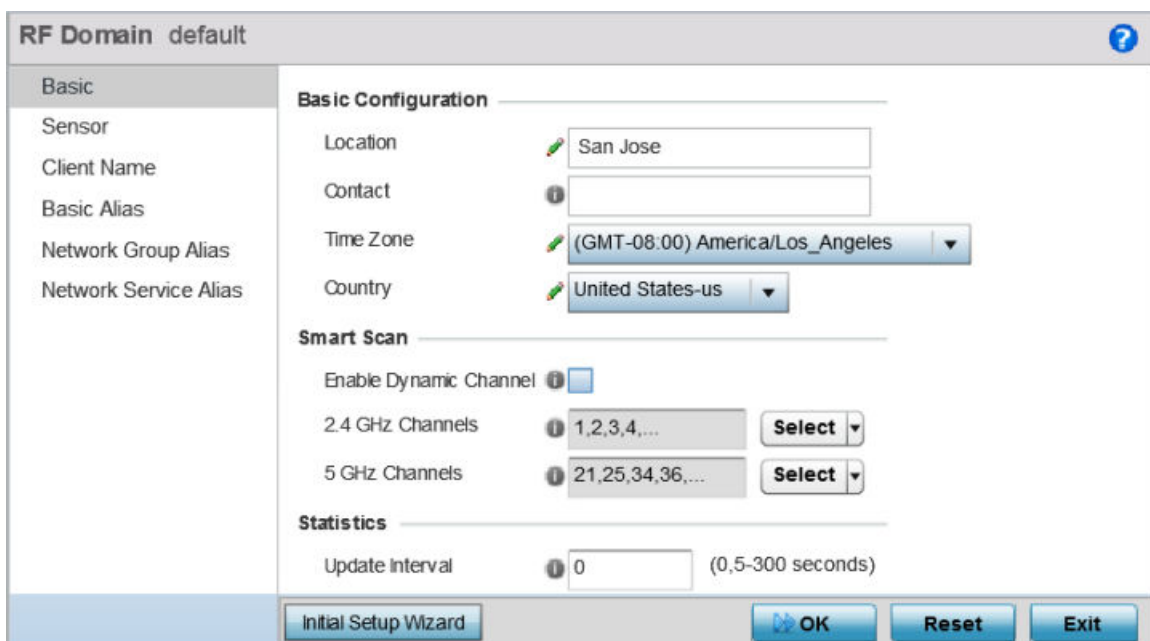 RF Domain default
?
Basic
Sensor
Client Name
Basic Alias
Network Group Alias
Network Service Alias
Basic Configuration
Location San Jose
Contact
Time Zone (GMT-08:00) America/Los_Angeles
Country United States-us
Smart Scan
Enable Dynamic Channel
2.4 GHz Channels 1,2,3,4,... Select
5 GHz Channels 21,25,34,36,... Select
Statistics
Update Interval 0 (0,5-300 seconds)
Initial Setup Wizard OK Reset Exit